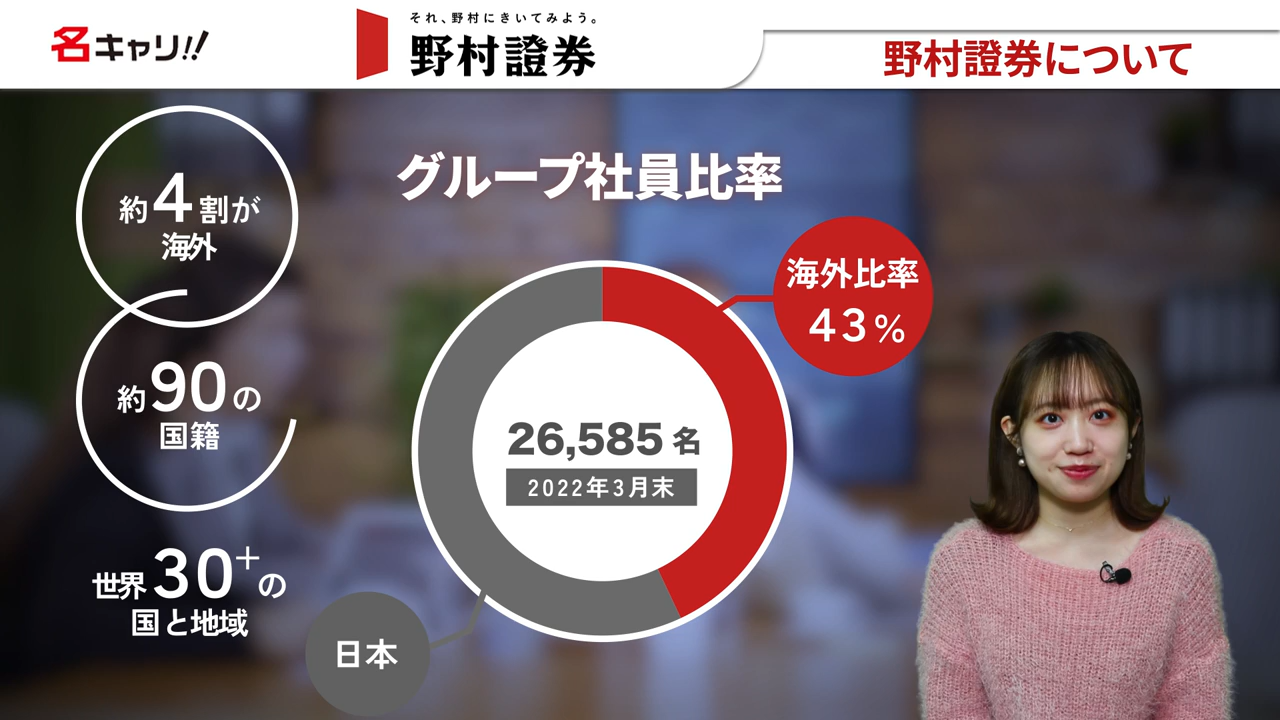 名キャリ!!
それ、野村にきいてみよう。
野村證券
野村證券について
約4割が
海外
約90の
国籍
世界30+の
国と地域
グループ社員比率
海外比率
43%
26,585名
2022年3月末
日本